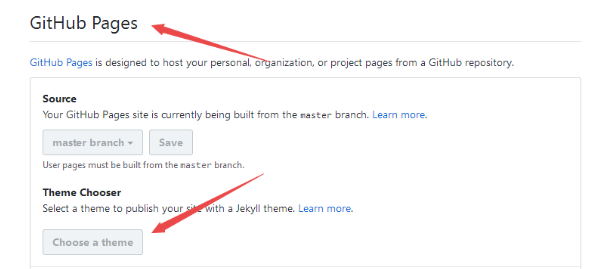 GitHub Pages
GitHub Pages is designed to host your personal, organization, or project pages from a GitHub repository.
Source
Your GitHub Pages site is currently being built from the master branch. Learn more.
master branch Save
User pages must be built from the master branch.
Theme Chooser
Select a theme to publish your site with a Jekyll theme. Learn more.
Choose a theme